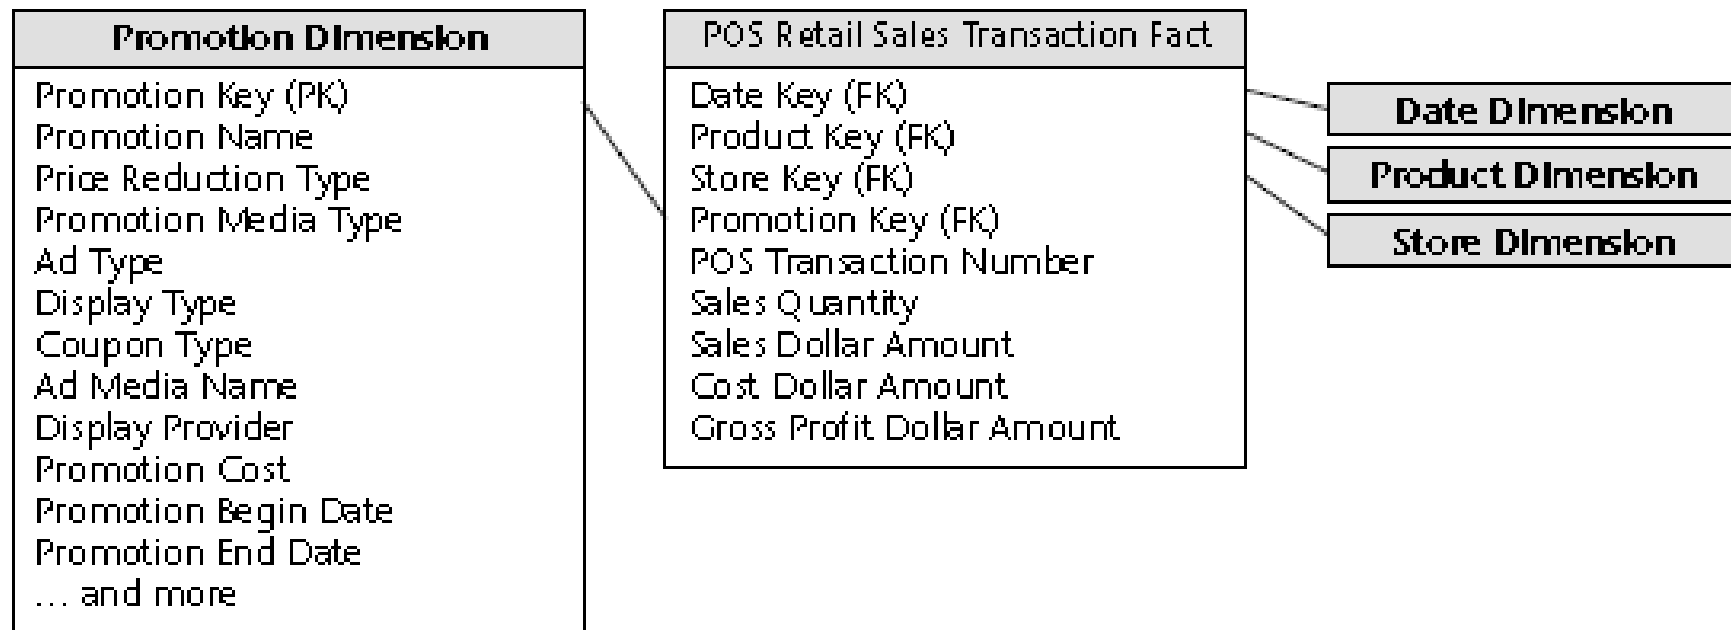 Promotion Dimension
Promotion Key (PK)
Promotion Name
Price Reduction Type
Promotion Media Type
Ad Type
Display Type
Coupon Type
Ad Media Name
Display Provider
Promotion Cost
Promotion Begin Date
Promotion End Date
... and more
POS Retail Sales Transaction Fact
Date Key (FK)
Product Key (FK)
Store Key (FK)
Promotion Key (FK)
POS Transaction Number
Sales Quantity
Sales Dollar Amount
Cost Dollar Amount
Gross Profit Dollar Amount
Date Dimension
Product Dimension
Store Dimension